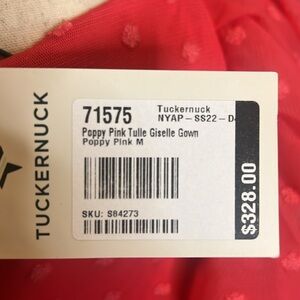 TUCKERNUCK
71575
Tuckernuck
NYAP-SS22-D
Poppy Pink Tulle Giselle Gown
Poppy Pink M
SKU: S84273
$328.00